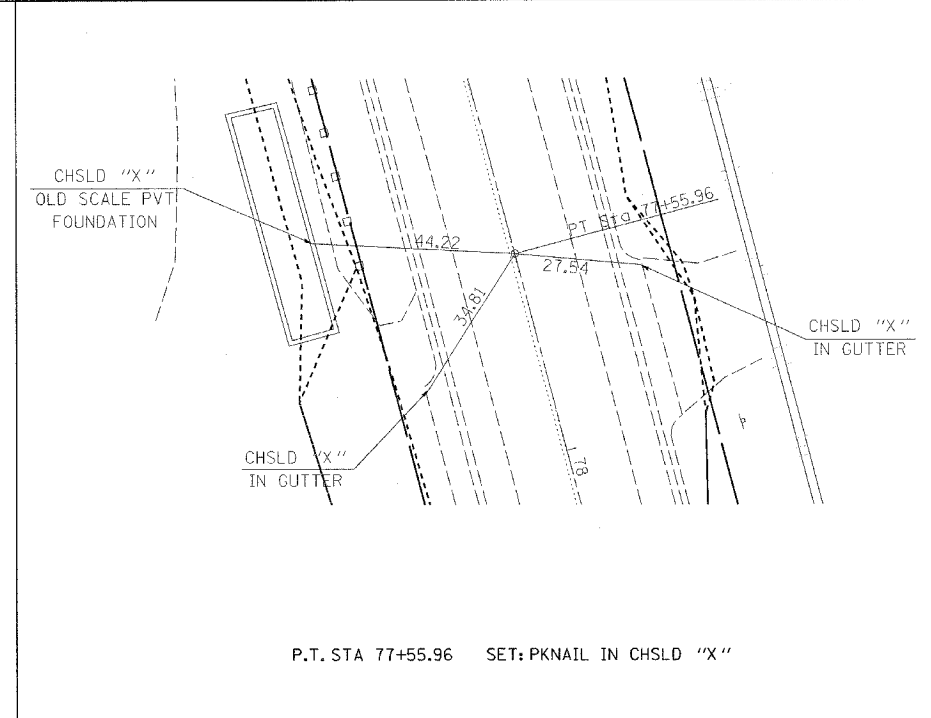 CHSLD "X"
OLD SCALE PVT
FOUNDATION
44.22
PT Sta 77+55.96
27.54
34.81
CHSLD "X"
IN GUTTER
CHSLD "X"
IN GUTTER
I 78
P.T. STA 77+55.96 SET: PKNAIL IN CHSLD "X"